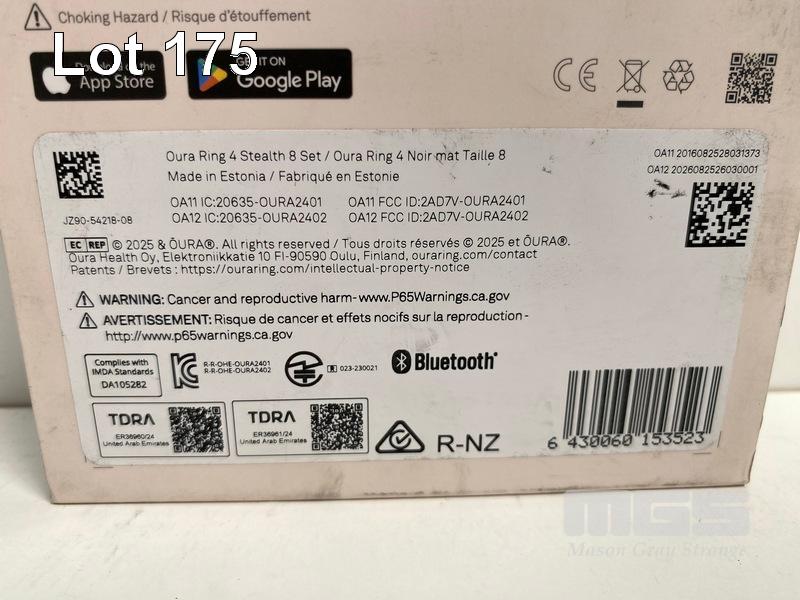 Choking Hazard / Risque d'étouffement
Lot 175
App Store
GET IT ON
Google Play
CE
Oura Ring 4 Stealth 8 Set / Oura Ring 4 Noir mat Taille 8
Made in Estonia / Fabriqué en Estonie
OA11 2016082528031373
OA12 2026082526030001
OA11 IC:20635-OURA2401 OA11 FCC ID:2AD7V-OURA2401
OA12 IC:20635-OURA2402 OA12 FCC ID:2AD7V-OURA2402
JZ90-54218-08
EC REP © 2025 & ŌURA®. All rights reserved / Tous droits réservés © 2025 et ŌURA®.
Oura Health Oy, Elektroniikkatie 10 FI-90590 Oulu, Finland, ouraring.com/contact
Patents / Brevets : https://ouraring.com/intellectual-property-notice
WARNING: Cancer and reproductive harm-www.P65Warnings.ca.gov
AVERTISSEMENT: Risque de cancer et effets nocifs sur la reproduction -
http://www.p65warnings.ca.gov
Complies with
IMDA Standards
DA105282
R-R-OHE-OURA2401
R-R-OHE-OURA2402
R 023-230021
Bluetooth®
TDRA
ER36960/24
United Arab Emirates
TDRA
ER36961/24
United Arab Emirates
R-NZ
6 430060 153523
MGS
Mason Gray Strange